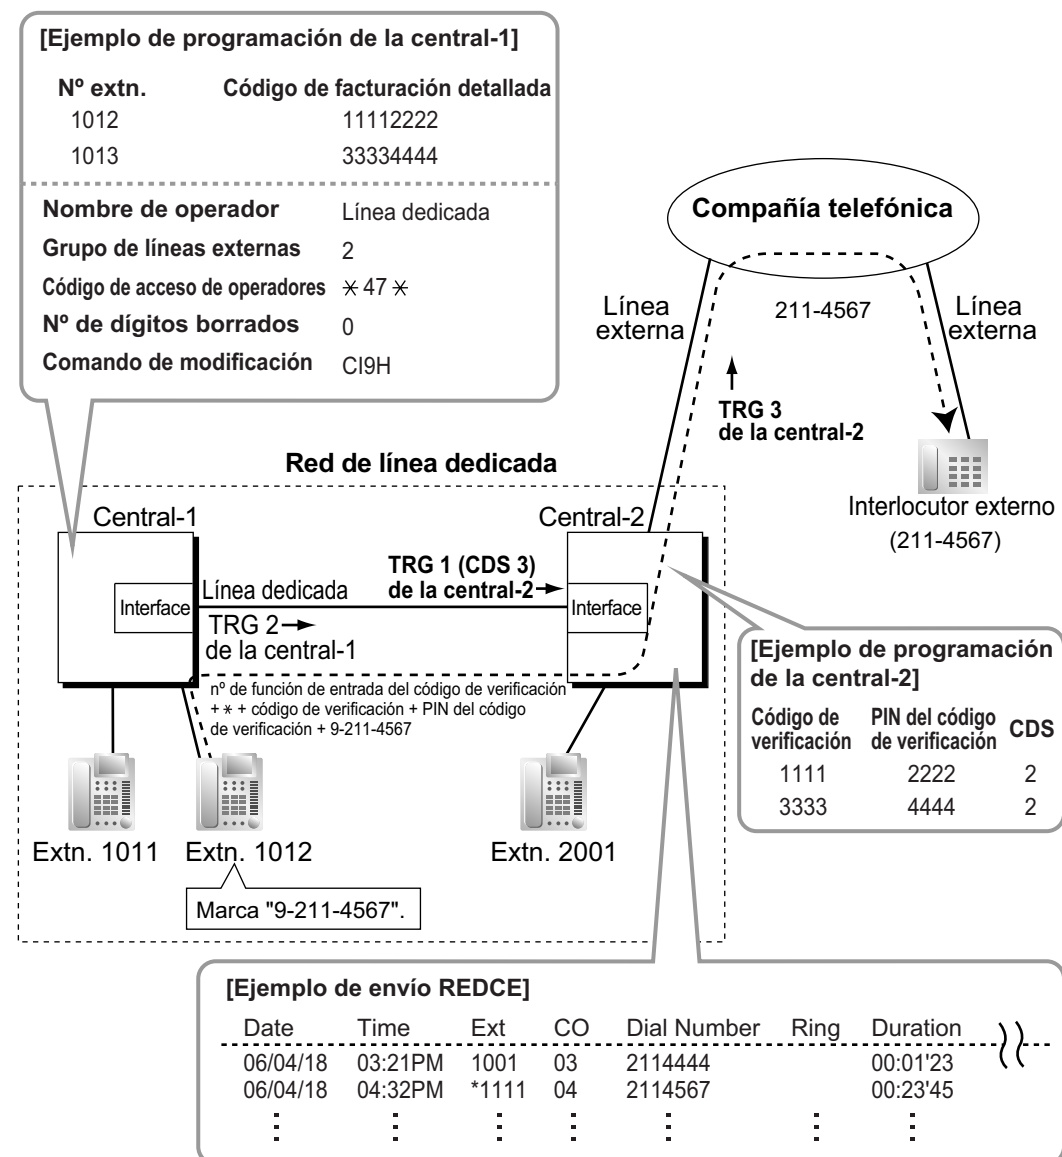 [Ejemplo de programación de la central-1]
Nº extn. Código de facturación detallada
1012 11112222
1013 33334444
Nombre de operador Línea dedicada
Grupo de líneas externas 2
Código de acceso de operadores *47*
Nº de dígitos borrados 0
Comando de modificación CI9H
Compañía telefónica
Línea externa
211-4567
Línea externa
TRG 3
de la central-2
Interlocutor externo
(211-4567)
Red de línea dedicada
Central-1
Central-2
Interface
Línea dedicada
TRG 1 (CDS 3)
de la central-2
Interface
TRG 2
de la central-1
nº de función de entrada del código de verificación
+ * + código de verificación + PIN del código
de verificación + 9-211-4567
[Ejemplo de programación
de la central-2]
Código de verificación PIN del código de verificación CDS
1111 2222 2
3333 4444 2
Extn. 1011
Extn. 1012
Extn. 2001
Marca "9-211-4567".
[Ejemplo de envío REDCE]
Date Time Ext CO Dial Number Ring Duration
06/04/18 03:21PM 1001 03 2114444 00:01'23
06/04/18 04:32PM *1111 04 2114567 00:23'45